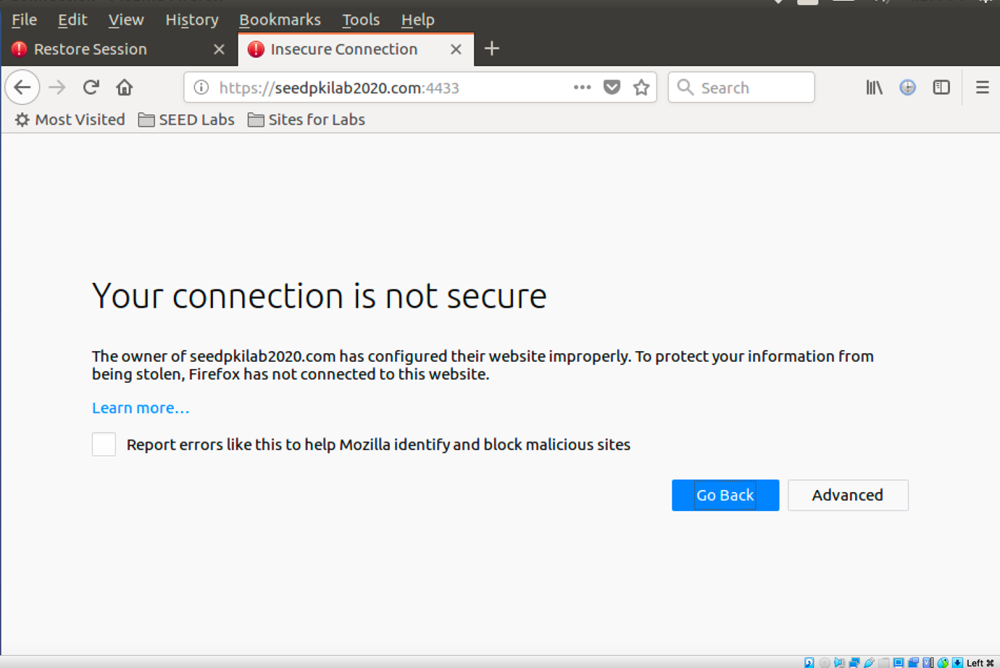 File Edit View History Bookmarks Tools Help
Restore Session Insecure Connection
https://seedpkilab2020.com:4433 Search
Most Visited SEED Labs Sites for Labs
Your connection is not secure
The owner of seedpkilab2020.com has configured their website improperly. To protect your information from
being stolen, Firefox has not connected to this website.
Learn more…
Report errors like this to help Mozilla identify and block malicious sites
Go Back Advanced
Left ⌘